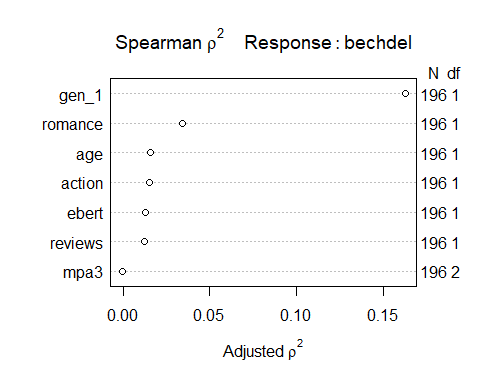 Spearman ρ² Response : bechdel
N df
gen_1 196 1
romance 196 1
age 196 1
action 196 1
ebert 196 1
reviews 196 1
mpa3 196 2
0.00 0.05 0.10 0.15
Adjusted ρ²